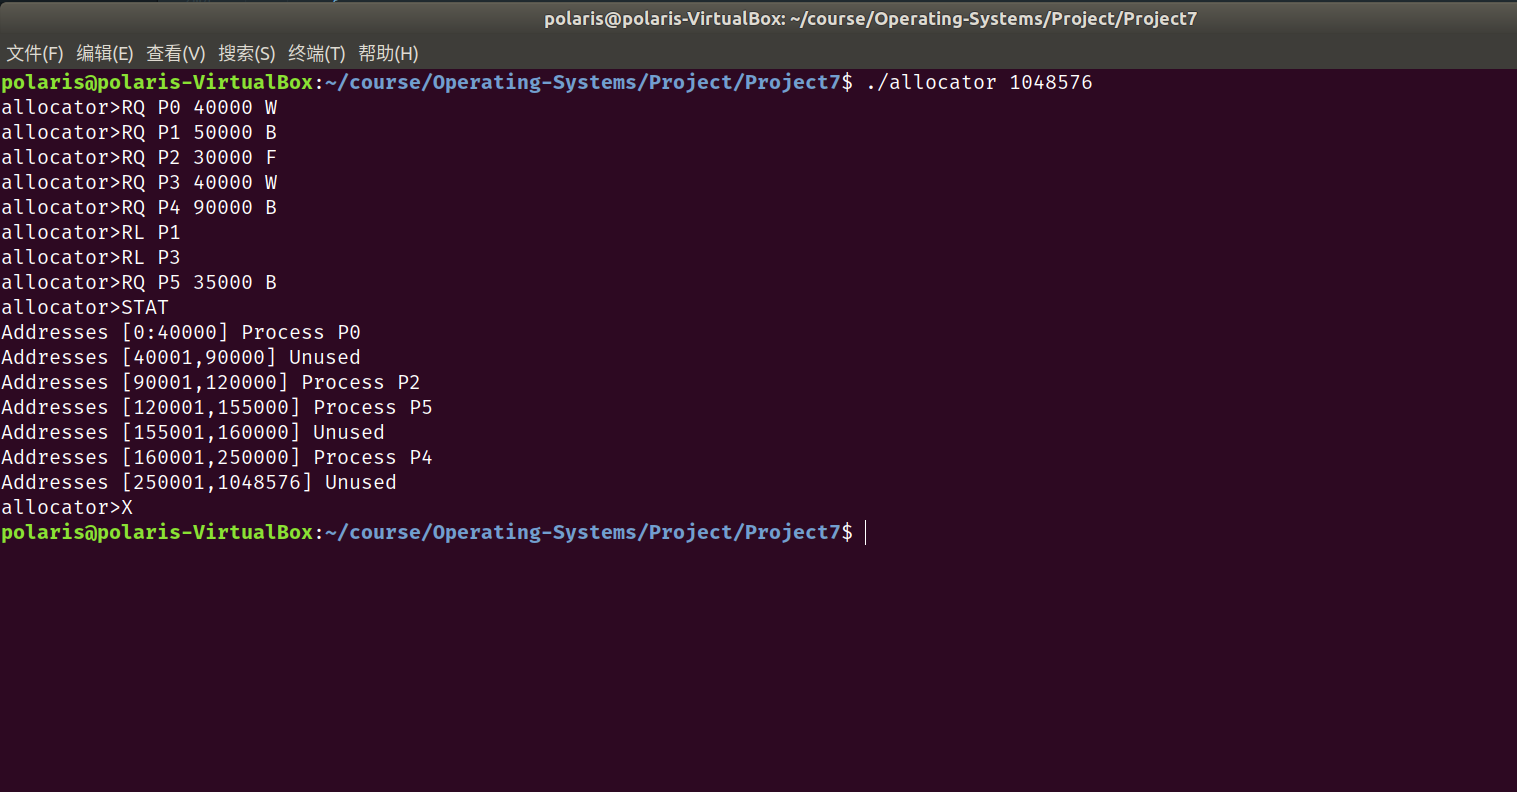 polaris@polaris-VirtualBox: ~/course/Operating-Systems/Project/Project7
文件(F) 编辑(E) 查看(V) 搜索(S) 终端(T) 帮助(H)
polaris@polaris-VirtualBox:~/course/Operating-Systems/Project/Project7$ ./allocator 1048576
allocator>RQ P0 40000 W
allocator>RQ P1 50000 B
allocator>RQ P2 30000 F
allocator>RQ P3 40000 W
allocator>RQ P4 90000 B
allocator>RL P1
allocator>RL P3
allocator>RQ P5 35000 B
allocator>STAT
Addresses [0:40000] Process P0
Addresses [40001,90000] Unused
Addresses [90001,120000] Process P2
Addresses [120001,155000] Process P5
Addresses [155001,160000] Unused
Addresses [160001,250000] Process P4
Addresses [250001,1048576] Unused
allocator>X
polaris@polaris-VirtualBox:~/course/Operating-Systems/Project/Project7$